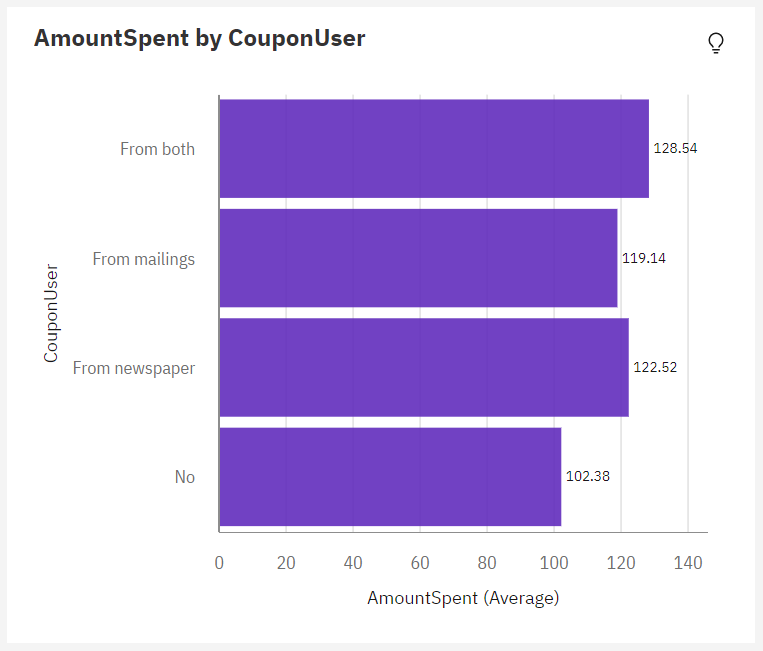 AmountSpent by CouponUser
From both
128.54
From mailings
119.14
CouponUser
From newspaper
122.52
No
102.38
0 20 40 60 80 100 120 140
AmountSpent (Average)